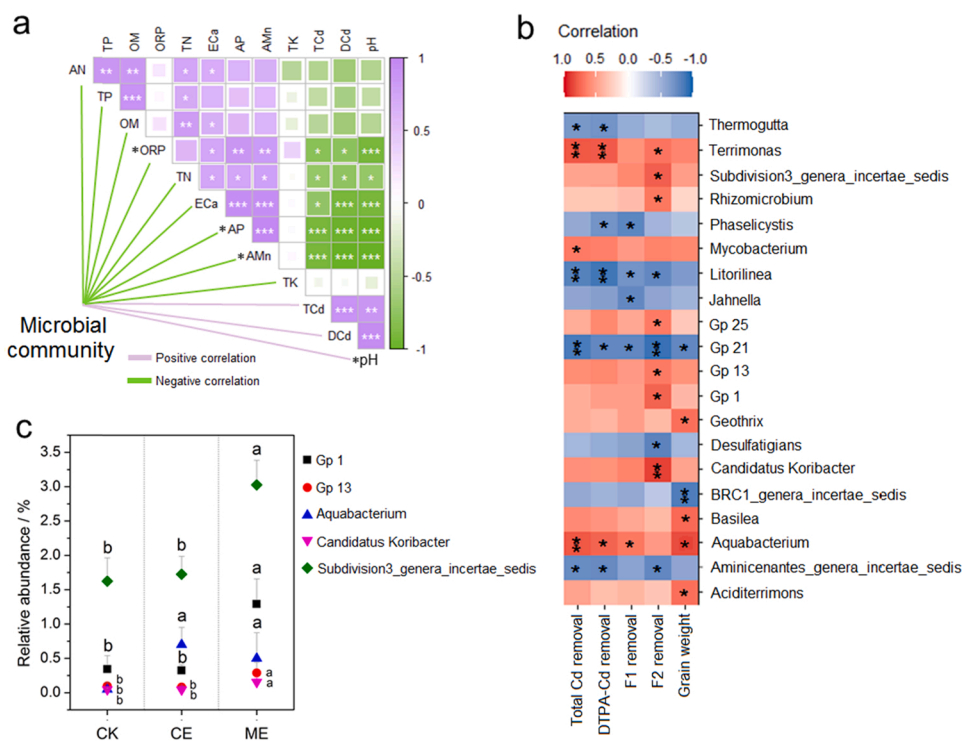 a
TP OM ORP TN ECa AP AMn TK TCd DCd pH
AN ** ** * *
TP *** *
OM ** *
*ORP * ** ** * * ***
TN * * * * * *
ECa *** *** * *** ***
*AP *** *** *** ***
*AMn *** *** ***
TK
TCd *** **
DCd ***
*pH
1
0.5
0
-0.5
-1
Microbial
community
Positive correlation
Negative correlation
b
Correlation
1.0 0.5 0.0 -0.5 -1.0
Thermogutta
Terrimonas
Subdivision3_genera_incertae_sedis
Rhizomicrobium
Phaselicystis
Mycobacterium
Litorilinea
Jahnella
Gp 25
Gp 21
Gp 13
Gp 1
Geothrix
Desulfatigians
Candidatus Koribacter
BRC1_genera_incertae_sedis
Basilea
Aquabacterium
Aminicenantes_genera_incertae_sedis
Aciditerrimons
Total Cd removal
DTPA-Cd removal
F1 removal
F2 removal
Grain weight
c
Relative abundance / %
3.5
3.0
2.5
2.0
1.5
1.0
0.5
0.0
b
b
b
b
b
b
b
a
b
b
b
a
a
a
a
a
CK CE ME
Gp 1
Gp 13
Aquabacterium
Candidatus Koribacter
Subdivision3_genera_incertae_sedis